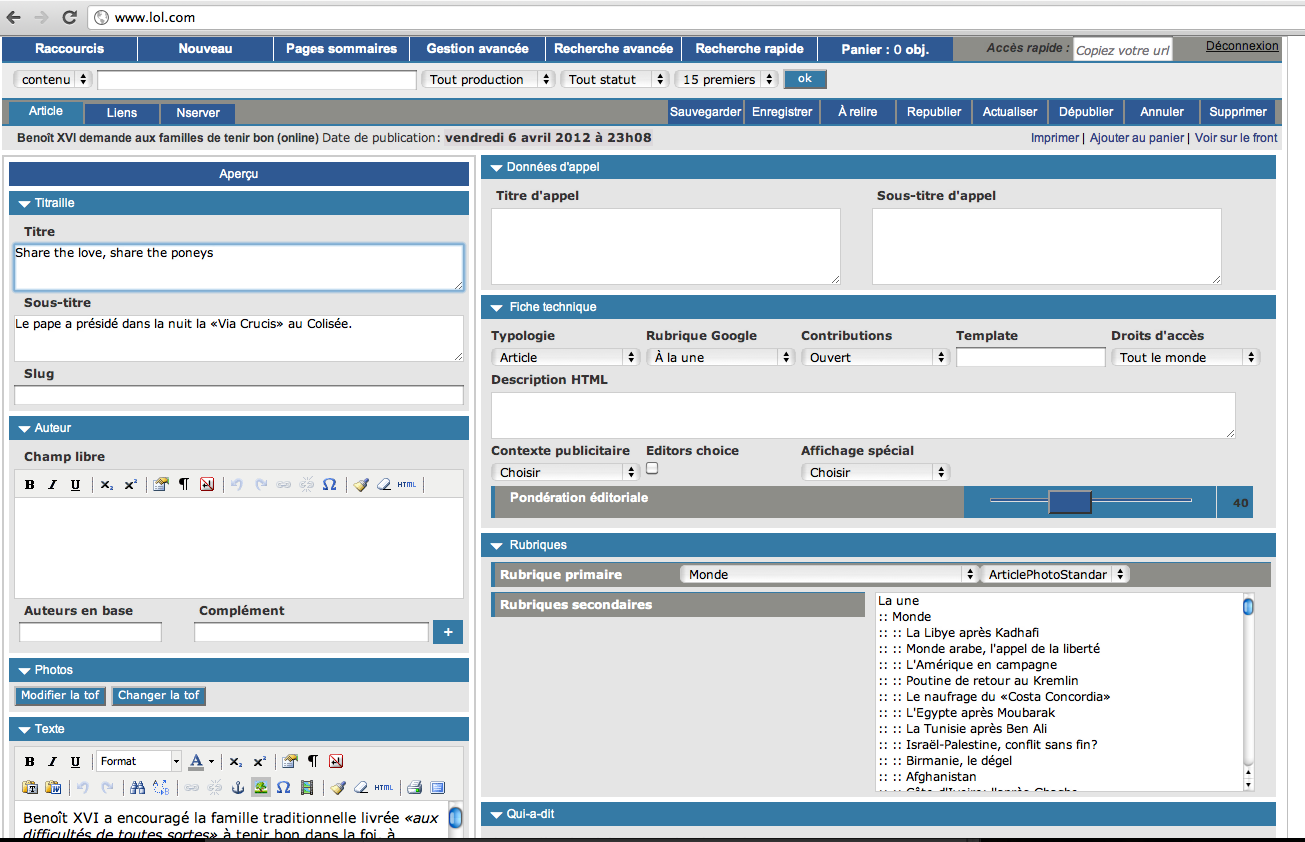 www.lol.com
Raccourcis Nouveau Pages sommaires Gestion avancée Recherche avancée Recherche rapide Panier : 0 obj. Accès rapide : Copiez votre url Déconnexion
contenu Tout production Tout statut 15 premiers ok
Article Liens Nserver Sauvegarder Enregistrer À relire Republier Actualiser Dépublier Annuler Supprimer
Benoît XVI demande aux familles de tenir bon (online) Date de publication : vendredi 6 avril 2012 à 23h08 Imprimer | Ajouter au panier | Voir sur le front
Aperçu
Titraille
Titre
Share the love, share the poneys
Sous-titre
Le pape a présidé dans la nuit la «Via Crucis» au Colisée.
Slug
Auteur
Champ libre
B I U x₂ x² ¶ Ω HTML
Auteurs en base Complément
+
Photos
Modifier la tof Changer la tof
Texte
B I U Format A x₂ x² ¶
T W A B Ω HTML
Benoît XVI a encouragé la famille traditionnelle livrée «aux
difficultés de toutes sortes» à tenir bon dans la foi, à
Données d'appel
Titre d'appel Sous-titre d'appel
Fiche technique
Typologie Rubrique Google Contributions Template Droits d'accès
Article À la une Ouvert Tout le monde
Description HTML
Contexte publicitaire Editors choice Affichage spécial
Choisir Choisir
Pondération éditoriale 40
Rubriques
Rubrique primaire Monde ArticlePhotoStandar
Rubriques secondaires
La une
:: Monde
:: :: La Libye après Kadhafi
:: :: Monde arabe, l'appel de la liberté
:: :: L'Amérique en campagne
:: :: Poutine de retour au Kremlin
:: :: Le naufrage du «Costa Concordia»
:: :: L'Egypte après Moubarak
:: :: La Tunisie après Ben Ali
:: :: Israël-Palestine, conflit sans fin?
:: :: Birmanie, le dégel
:: :: Afghanistan
Qui-a-dit